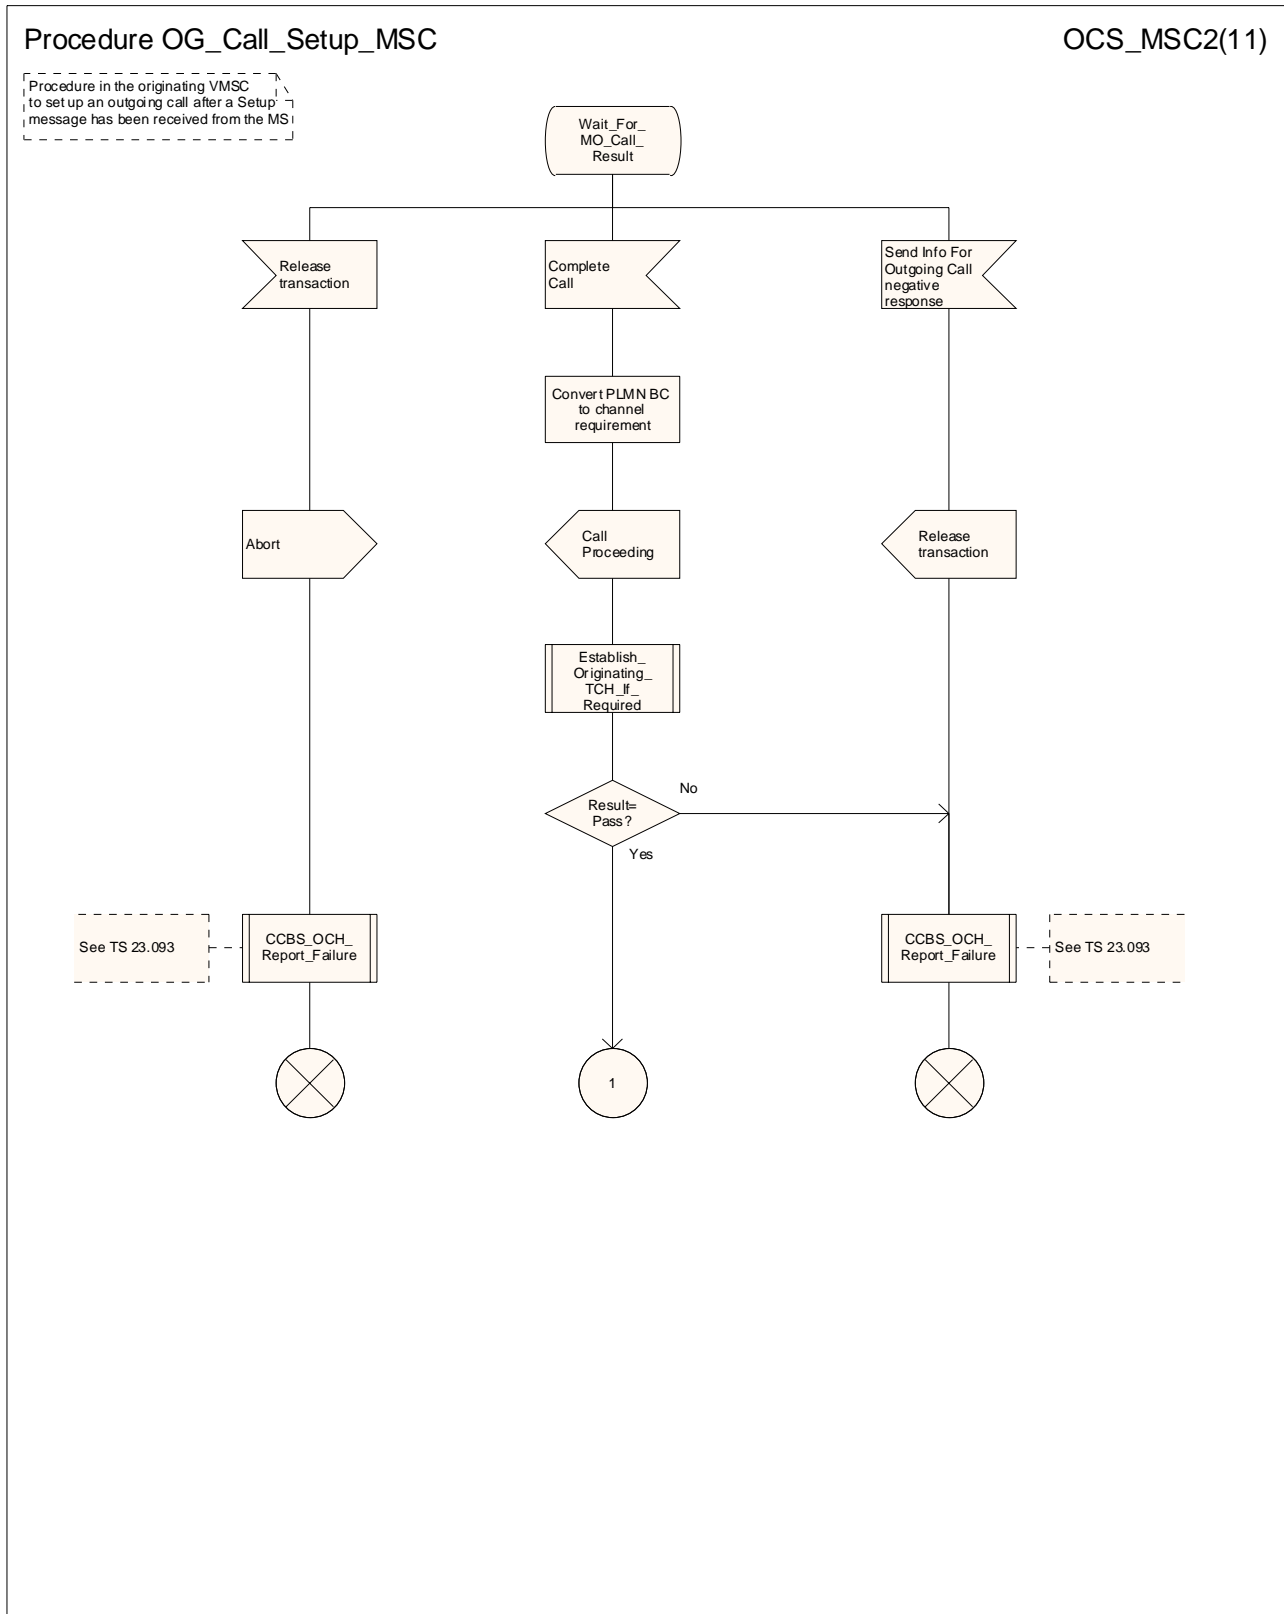 Procedure OG_Call_Setup_MSC
OCS_MSC2(11)
Procedure in the originating VMSC
to set up an outgoing call after a Setup
message has been received from the MS
Wait_For_
MO_Call_
Result
Release
transaction
Complete
Call
Send Info For
Outgoing Call
negative
response
Convert PLMN BC
to channel
requirement
Abort
Call
Proceeding
Release
transaction
Establish_
Originating_
TCH_If_
Required
Result=
Pass?
No
Yes
See TS 23.093
CCBS_OCH_
Report_Failure
CCBS_OCH_
Report_Failure
See TS 23.093
1